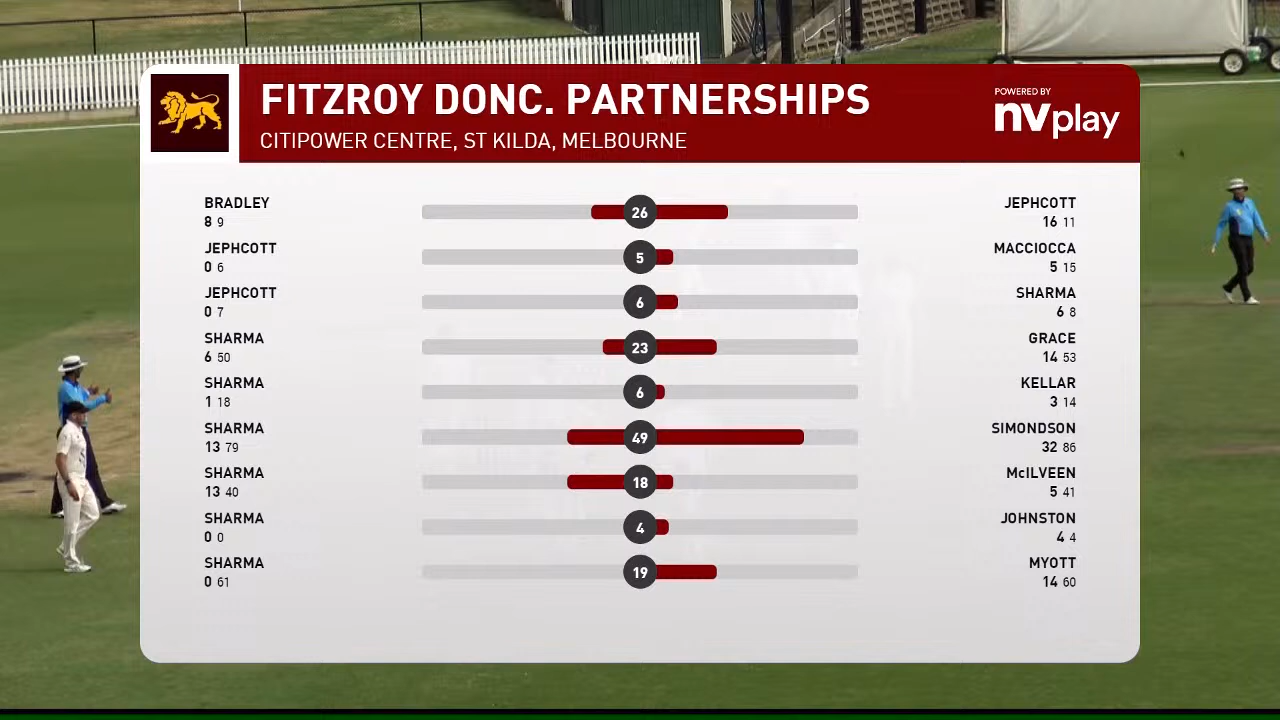 FITZROY DONC. PARTNERSHIPS
CITIPOWER CENTRE, ST KILDA, MELBOURNE
POWERED BY
nvplay
BRADLEY 26 JEPHCOTT
8 9 16 11
JEPHCOTT 5 MACCIOCCA
0 6 5 15
JEPHCOTT 6 SHARMA
0 7 6 8
SHARMA 23 GRACE
6 50 14 53
SHARMA 6 KELLAR
1 18 3 14
SHARMA 49 SIMONDSON
13 79 32 86
SHARMA 18 McILVEEN
13 40 5 41
SHARMA 4 JOHNSTON
0 0 4 4
SHARMA 19 MYOTT
0 61 14 60